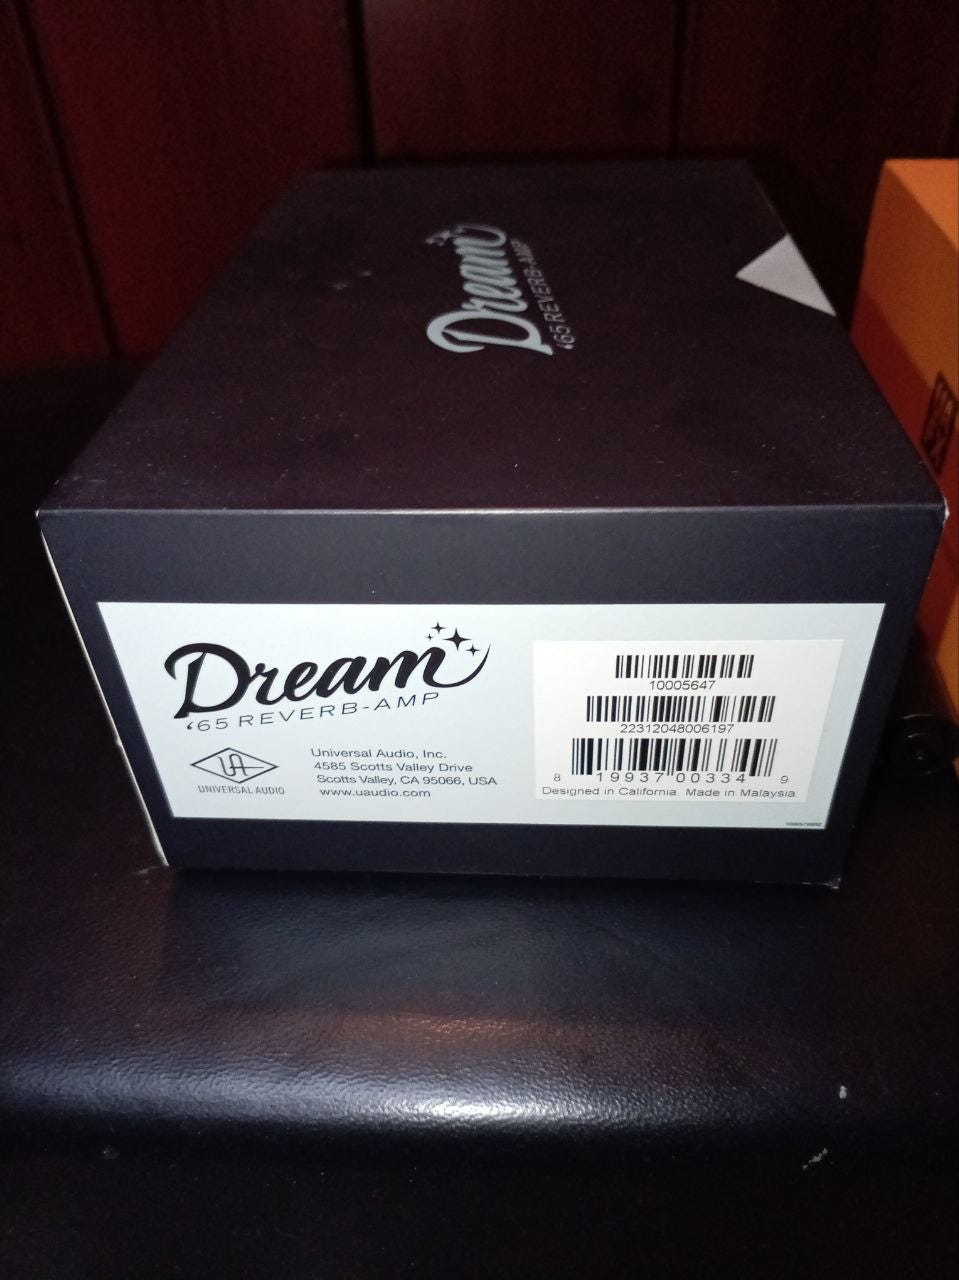 Dream
'65 REVERB-AMP
Dream
'65 REVERB-AMP
UNIVERSAL AUDIO
Universal Audio, Inc.
4585 Scotts Valley Drive
Scotts Valley, CA 95066, USA
www.uaudio.com
10005647
22312048006197
8 19937 00334 9
Designed in California. Made in Malaysia.